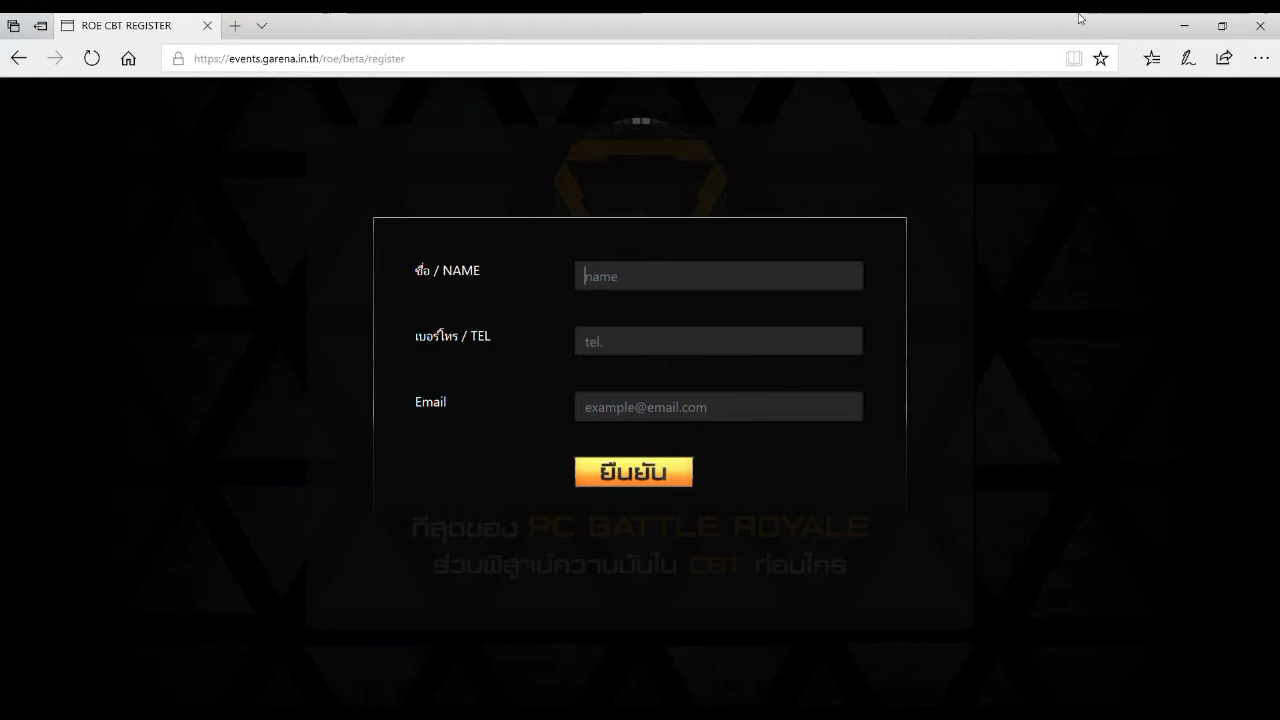 ROE CBT REGISTER
https://events.garena.in.th/roe/beta/register
ชื่อ / NAME
name
เบอร์โทร / TEL
tel.
Email
example@email.com
ยืนยัน
ที่สุดของ PC BATTLE ROYALE
ร่วมพิสูจน์ความมันใน CBT ก่อนใคร